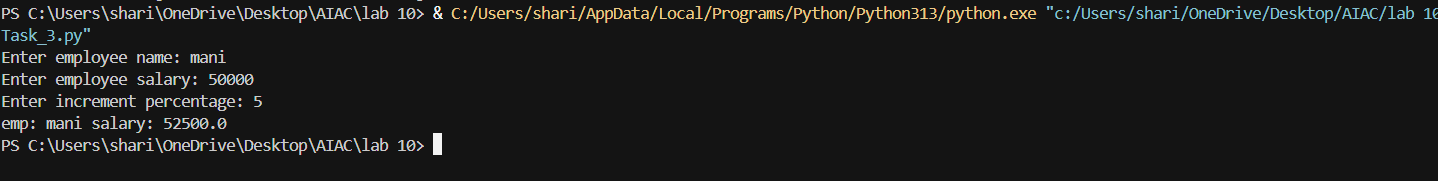 PS C:\Users\shari\OneDrive\Desktop\AIAC\lab 10> & C:/Users/shari/AppData/Local/Programs/Python/Python313/python.exe "c:/Users/shari/OneDrive/Desktop/AIAC/lab 10
Task_3.py"
Enter employee name: mani
Enter employee salary: 50000
Enter increment percentage: 5
emp: mani salary: 52500.0
PS C:\Users\shari\OneDrive\Desktop\AIAC\lab 10>